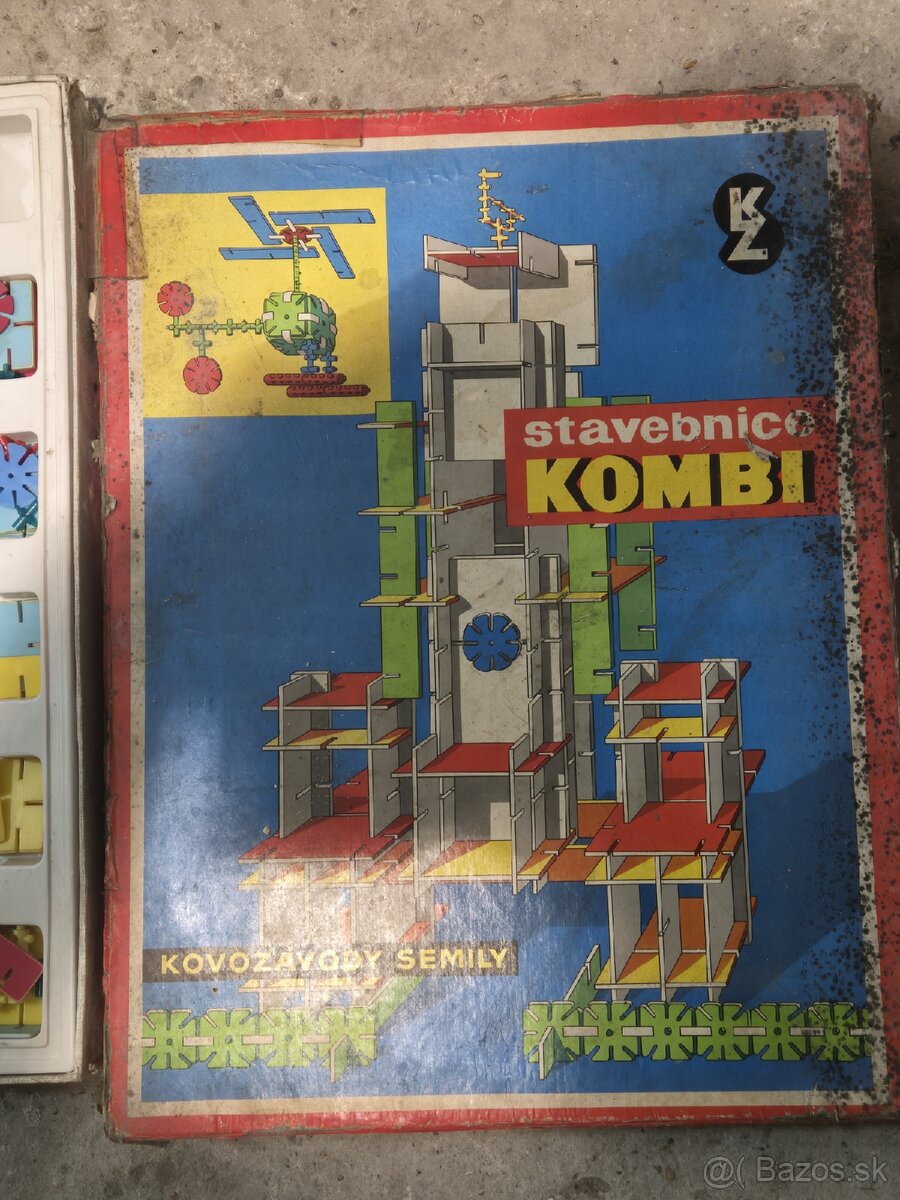 KZ
stavebnice
KOMBI
KOVOZÁVODY SEMILY
@( Bazos.sk